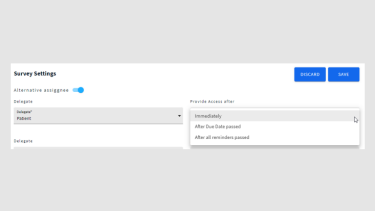 Survey Settings
DISCARD
SAVE
Alternative assignee
Delegate
Provide Access after
Delegate*
Patient
Immediately
After Due Date passed
After all reminders passed
Delegate